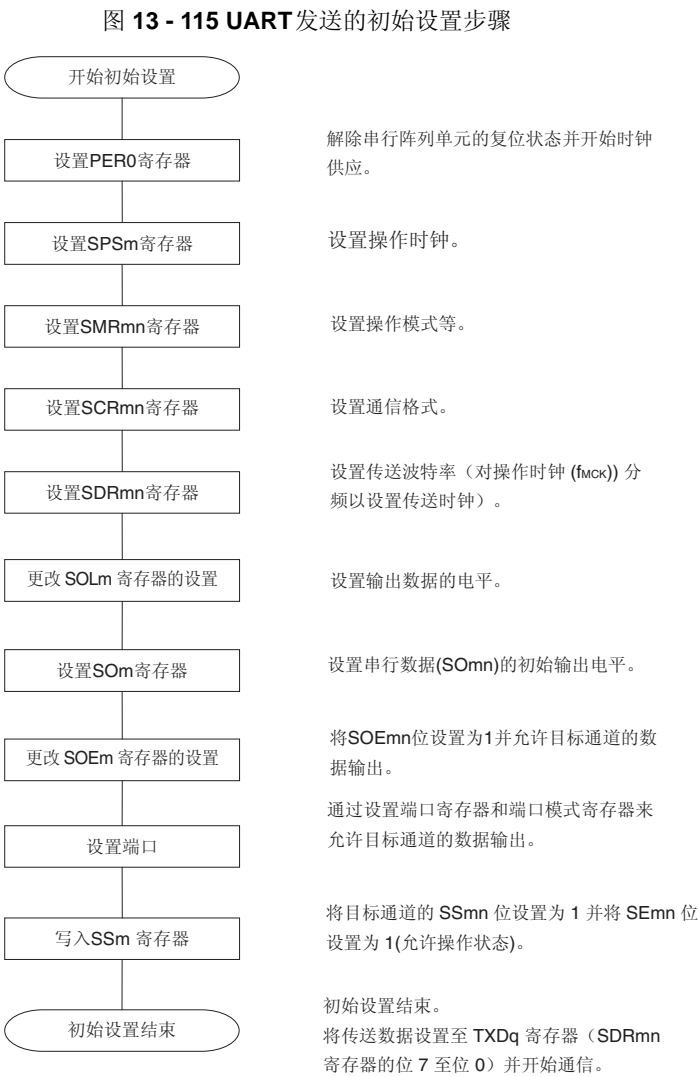 图 13 - 115 UART发送的初始设置步骤
开始初始设置
设置PER0寄存器
解除串行阵列单元的复位状态并开始时钟
供应。
设置SPSm寄存器
设置操作时钟。
设置SMRmn寄存器
设置操作模式等。
设置SCRmn寄存器
设置通信格式。
设置SDRmn寄存器
设置传送波特率（对操作时钟 (fMCK)) 分
频以设置传送时钟）。
更改 SOLm 寄存器的设置
设置输出数据的电平。
设置SOm寄存器
设置串行数据(SOmn)的初始输出电平。
更改 SOEm 寄存器的设置
将SOEmn位设置为1并允许目标通道的数
据输出。
设置端口
通过设置端口寄存器和端口模式寄存器来
允许目标通道的数据输出。
写入SSm 寄存器
将目标通道的 SSmn 位设置为 1 并将 SEmn 位
设置为 1(允许操作状态)。
初始设置结束
初始设置结束。
将传送数据设置至 TXDq 寄存器（SDRmn
寄存器的位 7 至位 0）并开始通信。